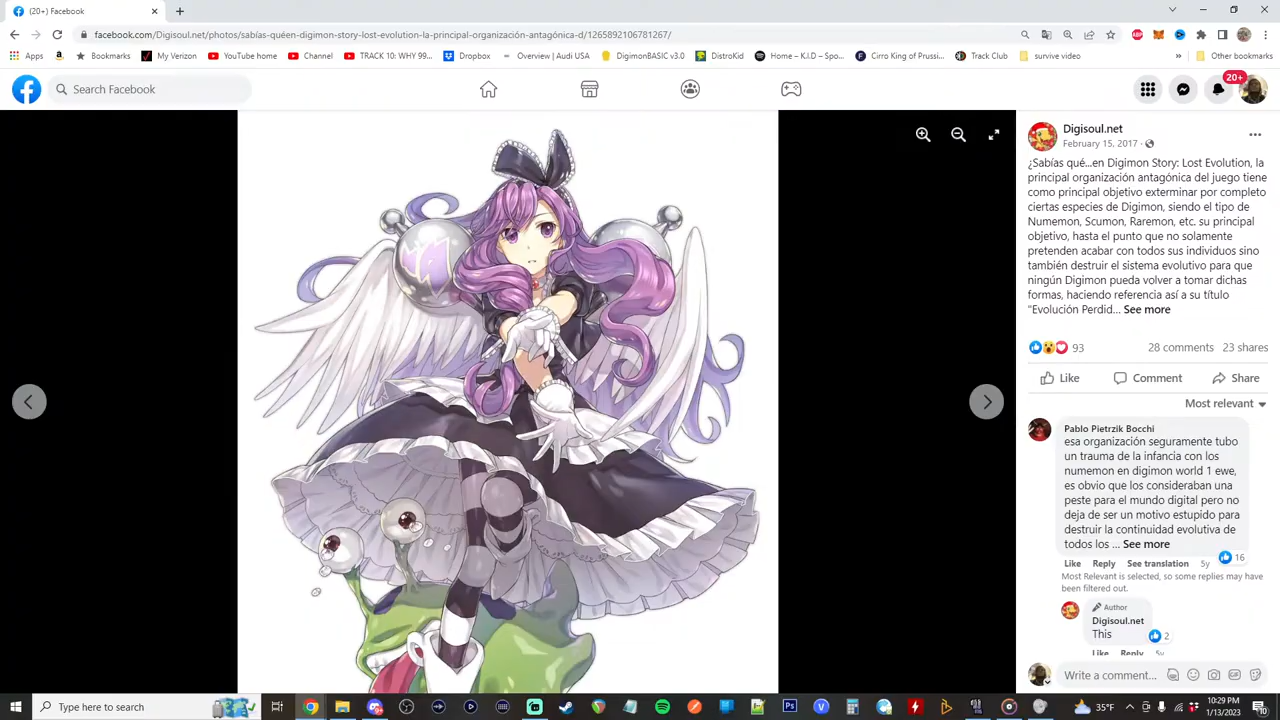 (20+) Facebook
facebook.com/Digisoul.net/photos/sabías-quéen-digimon-story-lost-evolution-la-principal-organización-antagónica-d/1265892106781267/
Apps
Bookmarks
My Verizon
YouTube home
Channel
TRACK 10: WHY 99...
Dropbox
Overview | Audi USA
DigimonBASIC v3.0
DistroKid
Home – K.I.D – Spo...
Cirro King of Prussi...
Track Club
survive video
»
Other bookmarks
Search Facebook
20+
Digisoul.net
February 15, 2017 ·
¿Sabías qué...en Digimon Story: Lost Evolution, la
principal organización antagónica del juego tiene
como principal objetivo exterminar por completo
ciertas especies de Digimon, siendo el tipo de
Numemon, Scumon, Raremon, etc. su principal
objetivo, hasta el punto que no solamente
pretenden acabar con todos sus individuos sino
también destruir el sistema evolutivo para que
ningún Digimon pueda volver a tomar dichas
formas, haciendo referencia así a su título
"Evolución Perdid... See more
93
28 comments
23 shares
Like
Comment
Share
Most relevant
Pablo Pietrzik Bocchi
esa organización seguramente tubo
un trauma de la infancia con los
numemon en digimon world 1 ewe,
es obvio que los consideraban una
peste para el mundo digital pero no
deja de ser un motivo estupido para
destruir la continuidad evolutiva de
todos los ... See more
16
Like Reply See translation 5y
Most Relevant is selected, so some replies may have
been filtered out.
Author
Digisoul.net
This
2
Like Reply 5y
Write a comment...
Type here to search
35°F
10:29 PM
1/13/2023